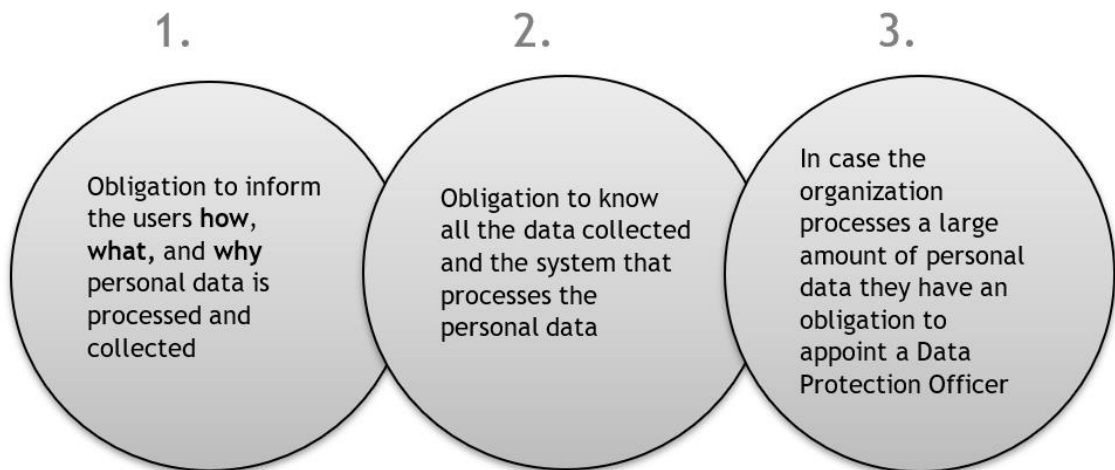 1.
2.
3.
Obligation to inform
the users how,
what, and why
personal data is
processed and
collected
Obligation to know
all the data collected
and the system that
processes the
personal data
In case the
organization
processes a large
amount of personal
data they have an
obligation to
appoint a Data
Protection Officer